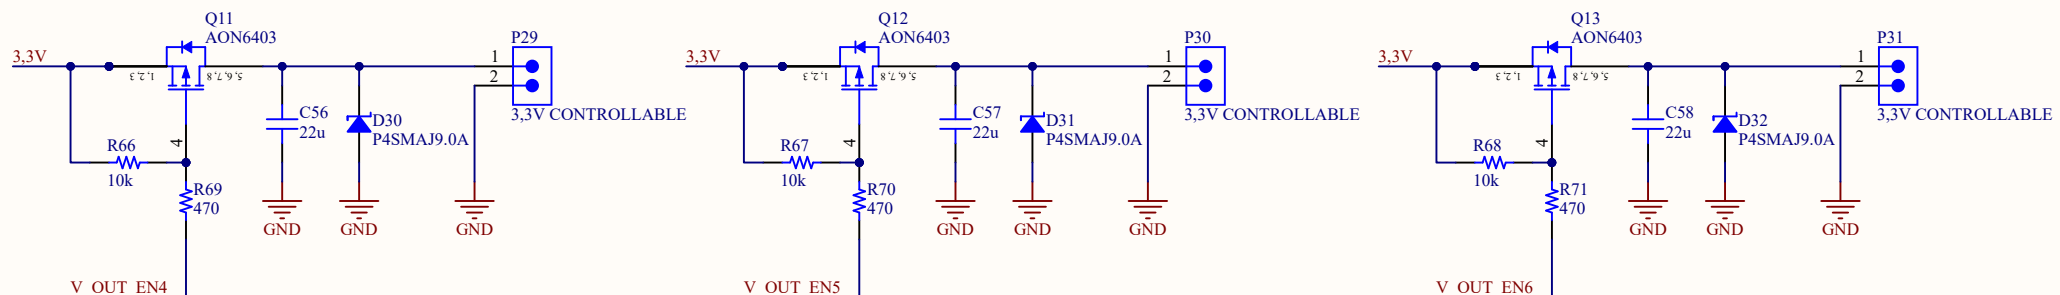 Q11
AON6403
3,3V
1, 2, 3
5, 6, 7, 8
4
R66
10k
R69
470
C56
22u
GND
D30
P4SMAJ9.0A
GND
P29
1
2
3,3V CONTROLLABLE
GND
V_OUT_EN4
Q12
AON6403
3,3V
1, 2, 3
5, 6, 7, 8
4
R67
10k
R70
470
C57
22u
GND
D31
P4SMAJ9.0A
GND
P30
1
2
3,3V CONTROLLABLE
GND
V_OUT_EN5
Q13
AON6403
3,3V
1, 2, 3
5, 6, 7, 8
4
R68
10k
R71
470
C58
22u
GND
D32
P4SMAJ9.0A
GND
P31
1
2
3,3V CONTROLLABLE
GND
V_OUT_EN6